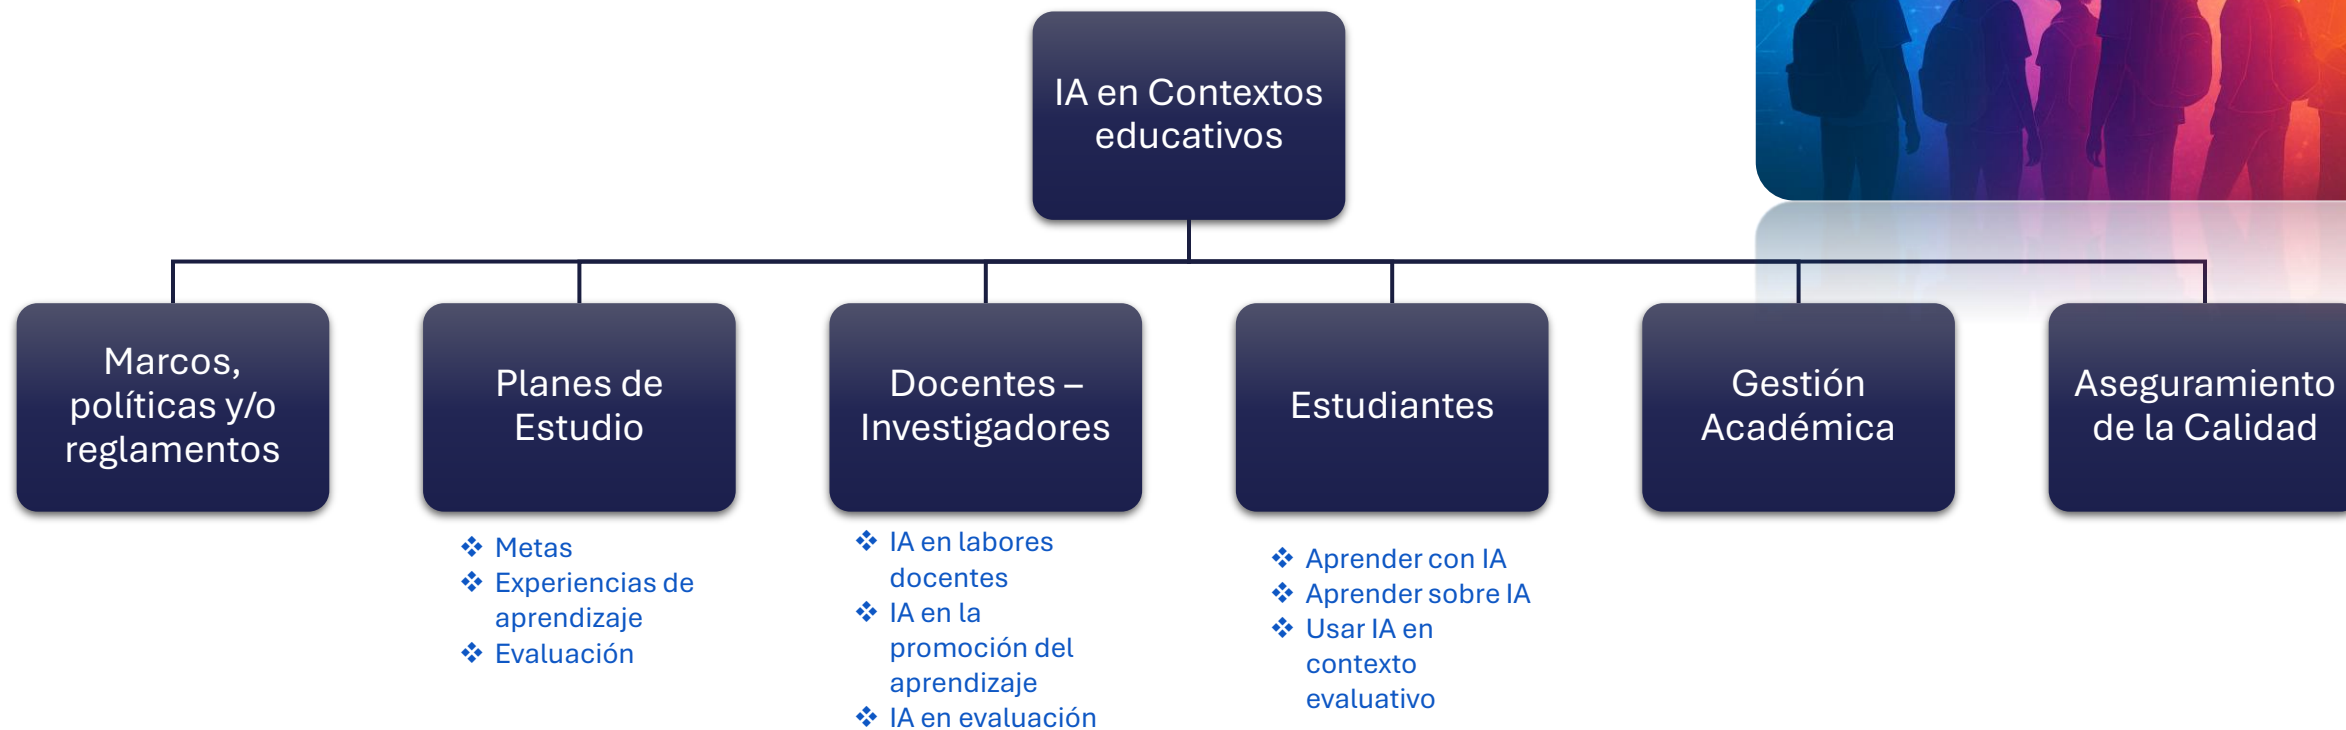 IA en Contextos
educativos
Marcos,
políticas y/o
reglamentos
Planes de
Estudio
❖ Metas
❖ Experiencias de
aprendizaje
❖ Evaluación
Docentes –
Investigadores
❖ IA en labores
docentes
❖ IA en la
promoción del
aprendizaje
❖ IA en evaluación
Estudiantes
❖ Aprender con IA
❖ Aprender sobre IA
❖ Usar IA en
contexto
evaluativo
Gestión
Académica
Aseguramiento
de la Calidad